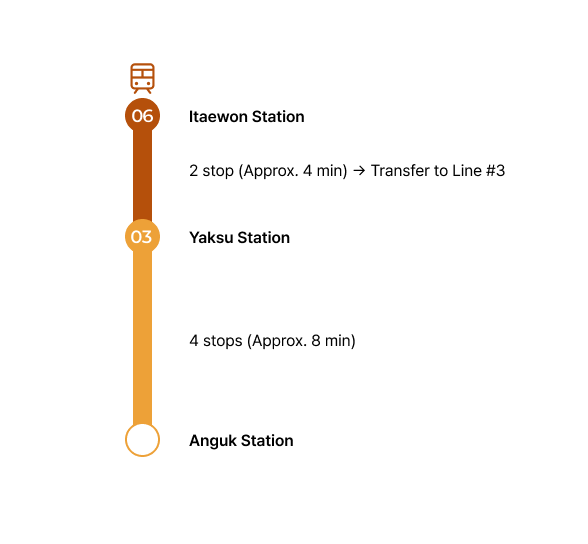 06
Itaewon Station
2 stop (Approx. 4 min) → Transfer to Line #3
03
Yaksu Station
4 stops (Approx. 8 min)
Anguk Station